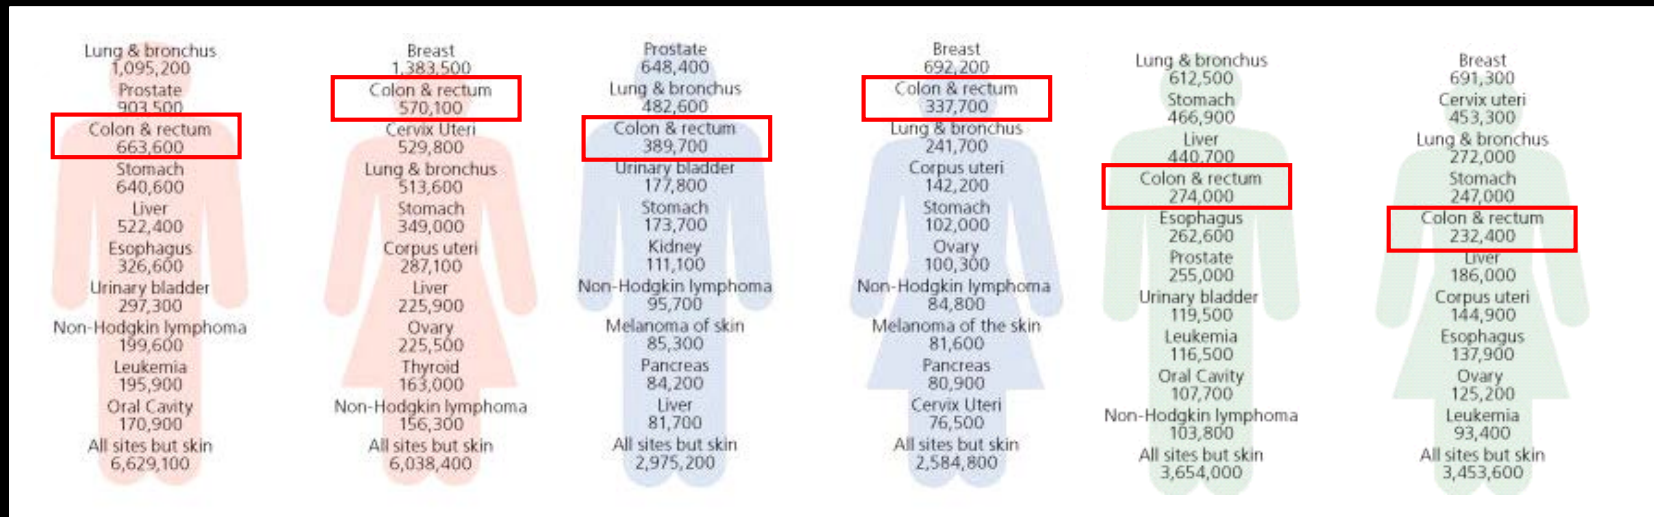 Lung & bronchus
1,095,200
Prostate
903,500
Colon & rectum
663,600
Stomach
640,600
Liver
522,400
Esophagus
326,600
Urinary bladder
297,300
Non-Hodgkin lymphoma
199,600
Leukemia
195,900
Oral Cavity
170,900
All sites but skin
6,629,100
Breast
1,383,500
Colon & rectum
570,100
Cervix Uteri
529,800
Lung & bronchus
513,600
Stomach
349,000
Corpus uteri
287,100
Liver
225,900
Ovary
225,500
Thyroid
163,000
Non-Hodgkin lymphoma
156,300
All sites but skin
6,038,400
Prostate
648,400
Lung & bronchus
482,600
Colon & rectum
389,700
Urinary bladder
177,800
Stomach
173,700
Kidney
111,100
Non-Hodgkin lymphoma
95,700
Melanoma of skin
85,300
Pancreas
84,200
Liver
81,700
All sites but skin
2,975,200
Breast
692,200
Colon & rectum
337,700
Lung & bronchus
241,700
Corpus uteri
142,200
Stomach
102,000
Ovary
100,300
Non-Hodgkin lymphoma
84,800
Melanoma of the skin
81,600
Pancreas
80,900
Cervix Uteri
76,500
All sites but skin
2,584,800
Lung & bronchus
612,500
Stomach
466,900
Liver
440,700
Colon & rectum
274,000
Esophagus
262,600
Prostate
255,000
Urinary bladder
119,500
Leukemia
116,500
Oral Cavity
107,700
Non-Hodgkin lymphoma
103,800
All sites but skin
3,654,000
Breast
691,300
Cervix uteri
453,300
Lung & bronchus
272,000
Stomach
247,000
Colon & rectum
232,400
Liver
186,000
Corpus uteri
144,900
Esophagus
137,900
Ovary
125,200
Leukemia
93,400
All sites but skin
3,453,600